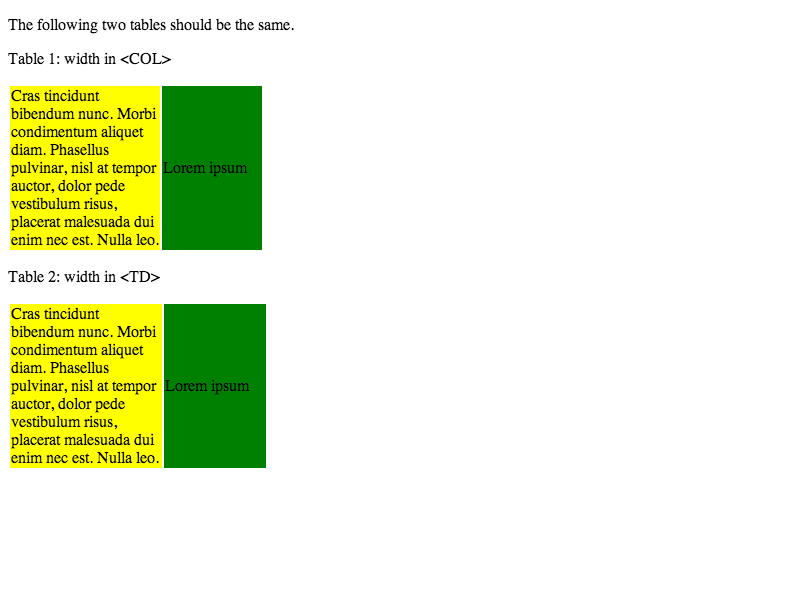 The following two tables should be the same.
Table 1: width in <COL>
Cras tincidunt
bibendum nunc. Morbi
condimentum aliquet
diam. Phasellus
pulvinar, nisl at tempor
auctor, dolor pede
vestibulum risus,
placerat malesuada dui
enim nec est. Nulla leo.
Lorem ipsum
Table 2: width in <TD>
Cras tincidunt
bibendum nunc. Morbi
condimentum aliquet
diam. Phasellus
pulvinar, nisl at tempor
auctor, dolor pede
vestibulum risus,
placerat malesuada dui
enim nec est. Nulla leo.
Lorem ipsum